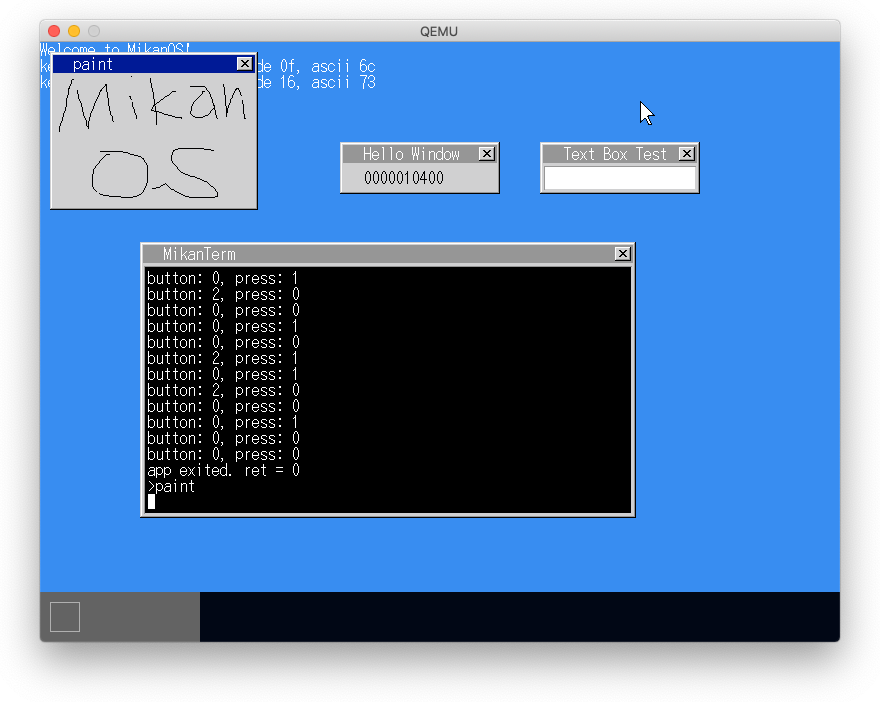 QEMU
Welcome to MikanOS!
de 0f, ascii 6c
de 16, ascii 73
paint
Mikan
OS
Hello Window
0000010400
Text Box Test
MikanTerm
button: 0, press: 1
button: 2, press: 0
button: 0, press: 0
button: 0, press: 1
button: 0, press: 0
button: 2, press: 1
button: 0, press: 1
button: 2, press: 0
button: 0, press: 0
button: 0, press: 1
button: 0, press: 0
button: 0, press: 0
app exited. ret = 0
>paint